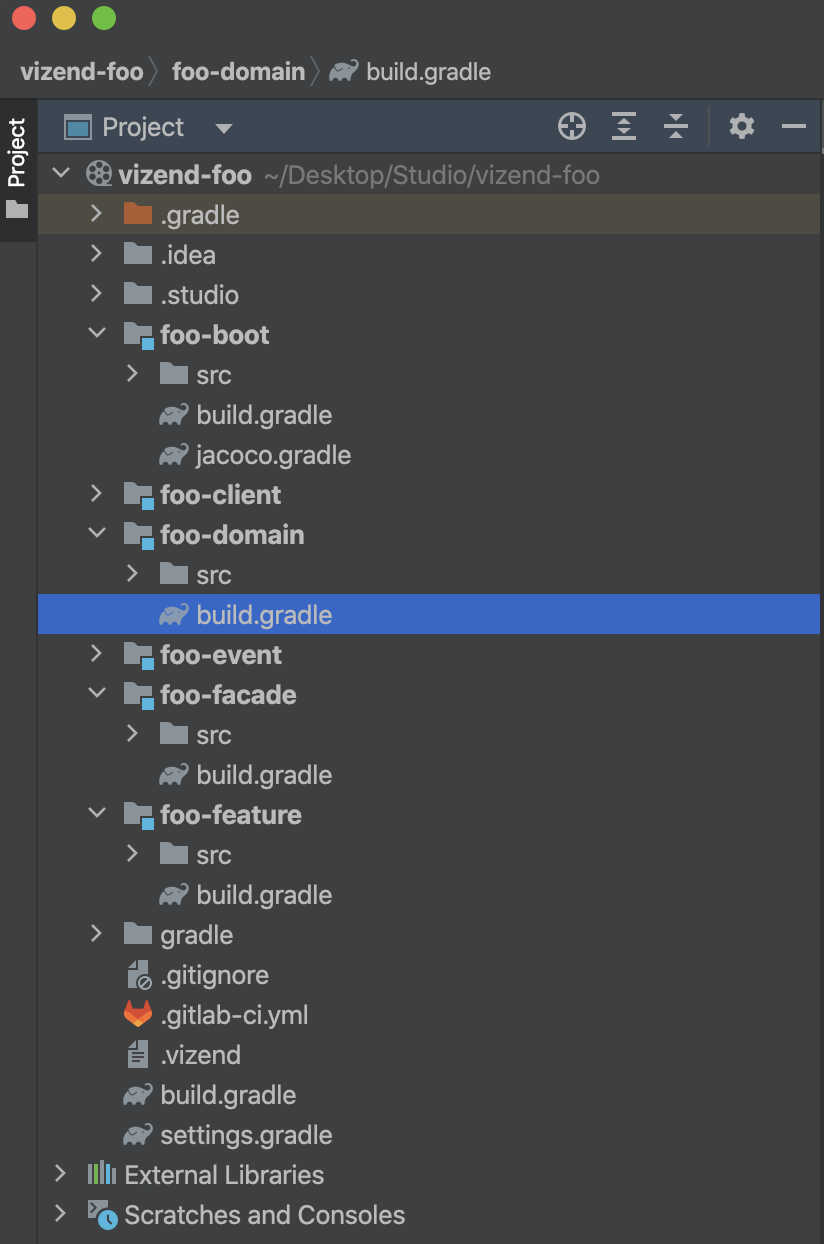 vizend-foo foo-domain build.gradle
Project
Project
vizend-foo ~/Desktop/Studio/vizend-foo
.gradle
.idea
.studio
foo-boot
src
build.gradle
jacoco.gradle
foo-client
foo-domain
src
build.gradle
foo-event
foo-facade
src
build.gradle
foo-feature
src
build.gradle
gradle
.gitignore
.gitlab-ci.yml
.vizend
build.gradle
settings.gradle
External Libraries
Scratches and Consoles